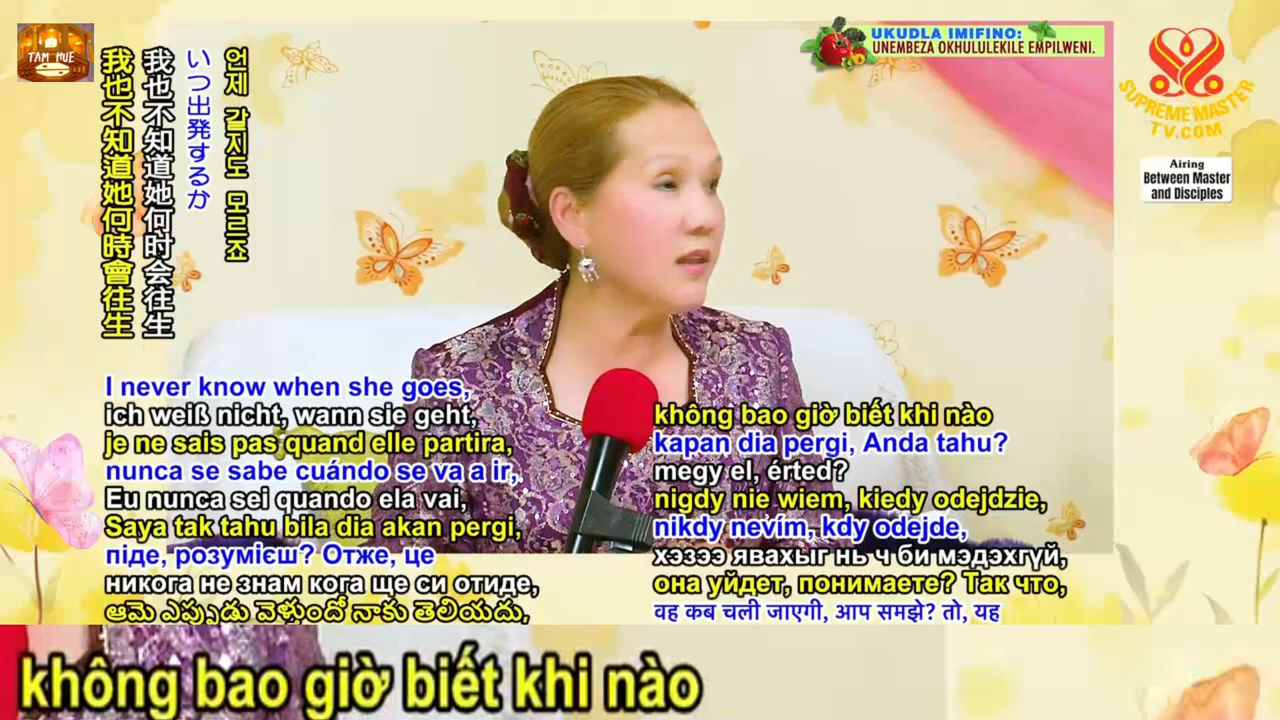 TAM HUE
UKUDLA IMIFINO:
UNEMBEZA OKHULULEKILE EMPILWENI.
SUPREME MASTER
TV.COM
Airing
Between Master
and Disciples
언제 갈지도 모르죠
いつ出発するか
我也不知道她何时会往生
我也不知道她何時會往生
I never know when she goes,
ich weiß nicht, wann sie geht,
je ne sais pas quand elle partira,
nunca se sabe cuándo se va a ir,
Eu nunca sei quando ela vai,
Saya tak tahu bila dia akan pergi,
піде, розумієш? Отже, це
никога не знам кога ще си отиде,
ఆమె ఎప్పుడు వెళ్తుందో నాకు తెలియదు,
không bao giờ biết khi nào
kapan dia pergi, Anda tahu?
megy el, érted?
nigdy nie wiem, kiedy odejdzie,
nikdy nevím, kdy odejde,
хэзээ явахыг нь ч би мэдэхгүй,
она уйдет, понимаете? Так что,
वह कब चली जाएगी, आप समझे? तो, यह
không bao giờ biết khi nào